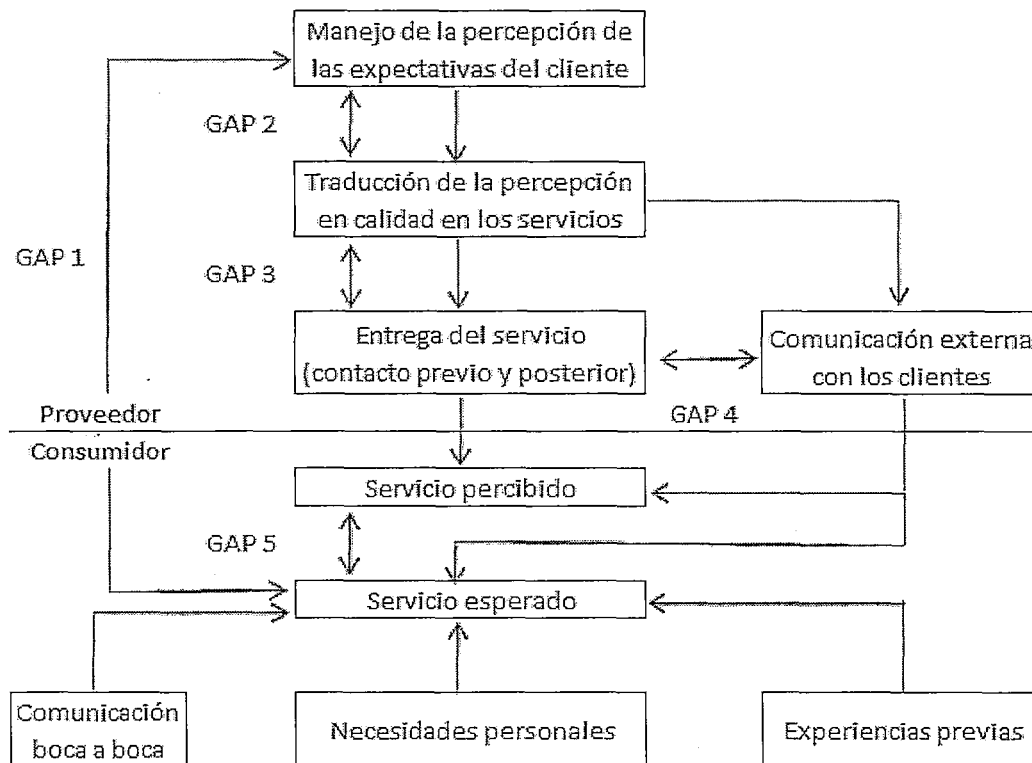 Manejo de la percepción de
las expectativas del cliente
GAP 2
Traducción de la percepción
en calidad en los servicios
GAP 1
GAP 3
Entrega del servicio
(contacto previo y posterior)
Comunicación externa
con los clientes
Proveedor
GAP 4
Consumidor
Servicio percibido
GAP 5
Servicio esperado
Comunicación
boca a boca
Necesidades personales
Experiencias previas